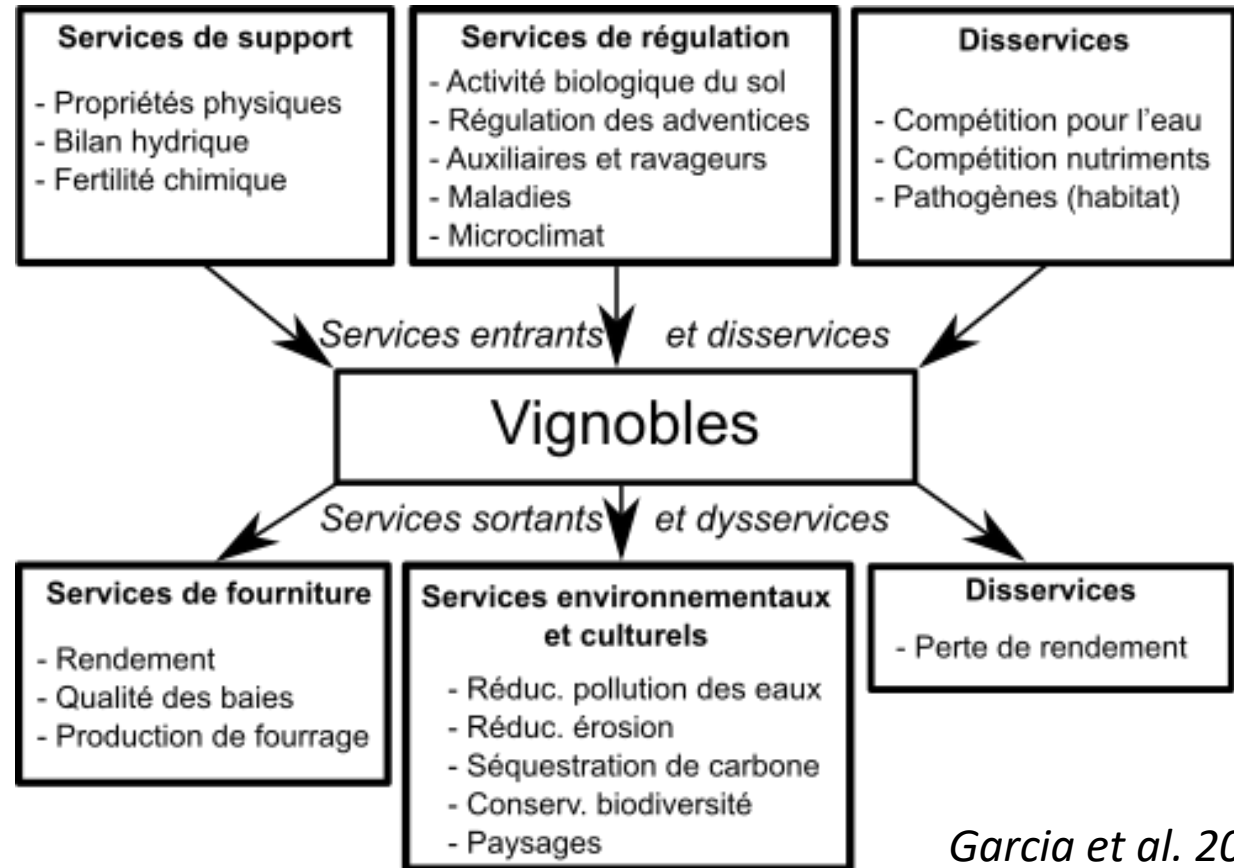 Services de support
- Propriétés physiques
- Bilan hydrique
- Fertilité chimique
Services de régulation
- Activité biologique du sol
- Régulation des adventices
- Auxiliaires et ravageurs
- Maladies
- Microclimat
Disservices
- Compétition pour l'eau
- Compétition nutriments
- Pathogènes (habitat)
Services entrants et disservices
Vignobles
Services sortants et dysservices
Services de fourniture
- Rendement
- Qualité des baies
- Production de fourrage
Services environnementaux
et culturels
- Réduc. pollution des eaux
- Réduc. érosion
- Séquestration de carbone
- Conserv. biodiversité
- Paysages
Disservices
- Perte de rendement
Garcia et al. 20